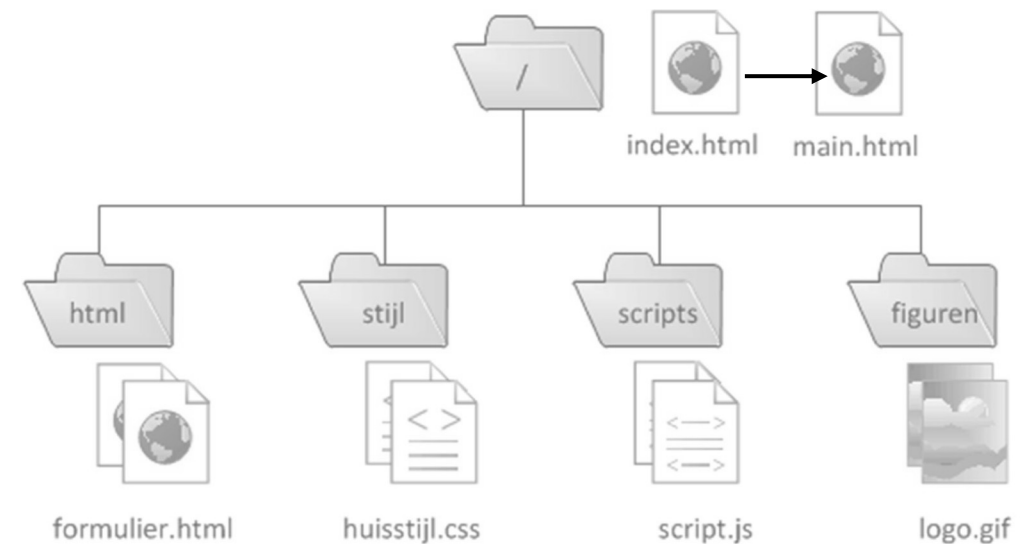 /
index.html
main.html
html
stijl
scripts
figuren
formulier.html
huisstijl.css
script.js
logo.gif